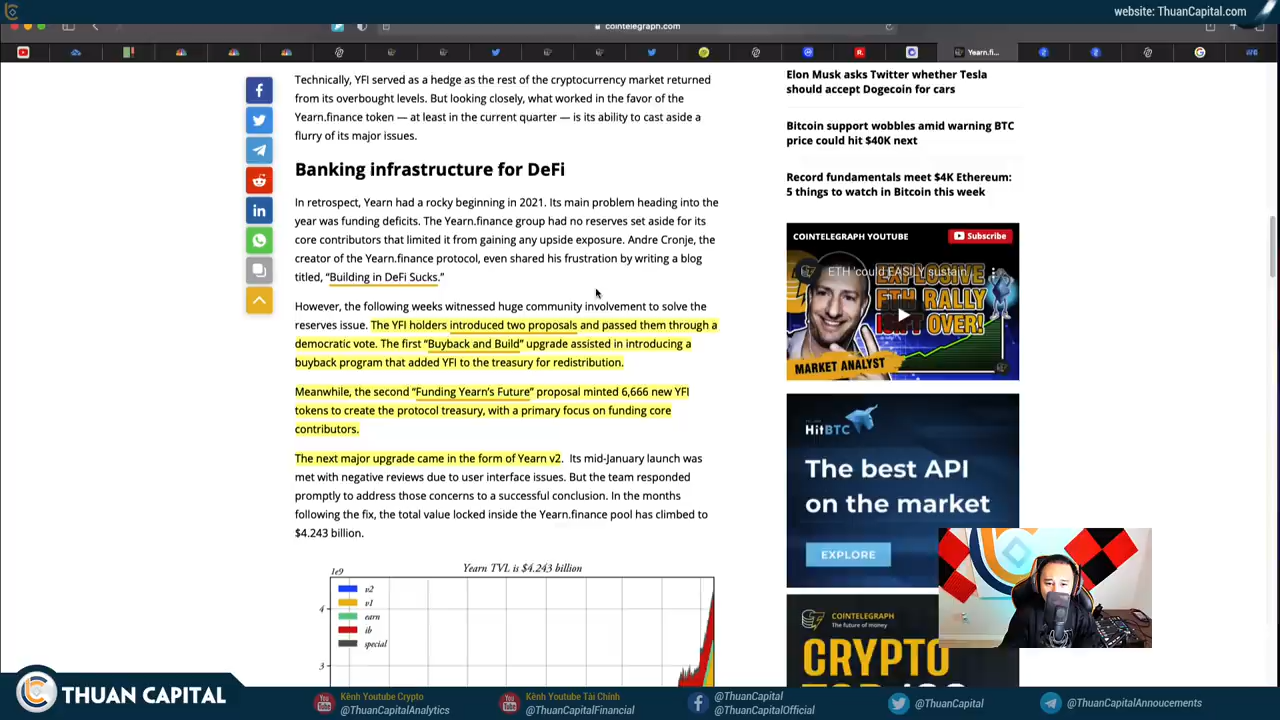 website: ThuanCapital.com
cointelegraph.com
Yearn.fi...
Technically, YFI served as a hedge as the rest of the cryptocurrency market returned
from its overbought levels. But looking closely, what worked in the favor of the
Yearn.finance token — at least in the current quarter — is its ability to cast aside a
flurry of its major issues.
Banking infrastructure for DeFi
In retrospect, Yearn had a rocky beginning in 2021. Its main problem heading into the
year was funding deficits. The Yearn.finance group had no reserves set aside for its
core contributors that limited it from gaining any upside exposure. Andre Cronje, the
creator of the Yearn.finance protocol, even shared his frustration by writing a blog
titled, “Building in DeFi Sucks.”
However, the following weeks witnessed huge community involvement to solve the
reserves issue. The YFI holders introduced two proposals and passed them through a
democratic vote. The first “Buyback and Build” upgrade assisted in introducing a
buyback program that added YFI to the treasury for redistribution.
Meanwhile, the second “Funding Yearn’s Future” proposal minted 6,666 new YFI
tokens to create the protocol treasury, with a primary focus on funding core
contributors.
The next major upgrade came in the form of Yearn v2. Its mid-January launch was
met with negative reviews due to user interface issues. But the team responded
promptly to address those concerns to a successful conclusion. In the months
following the fix, the total value locked inside the Yearn.finance pool has climbed to
$4.243 billion.
Yearn TVL is $4.243 billion
1e9
v2
v1
earn
ib
special
4
3
Elon Musk asks Twitter whether Tesla
should accept Dogecoin for cars
Bitcoin support wobbles amid warning BTC
price could hit $40K next
Record fundamentals meet $4K Ethereum:
5 things to watch in Bitcoin this week
COINTELEGRAPH YOUTUBE
Subscribe
ETH 'could EASILY sustain'
EXPLOSIVE
ETH RALLY
ISN'T OVER!
MARKET ANALYST
HitBTC
The best API
on the market
EXPLORE
COINTELEGRAPH
The future of money
CRYPTO
THUAN CAPITAL
Kênh Youtube Crypto
@ThuanCapitalAnalytics
Kênh Youtube Tài Chính
@ThuanCapitalFinancial
@ThuanCapital
@ThuanCapitalOfficial
@ThuanCapital
@ThuanCapitalAnnoucements